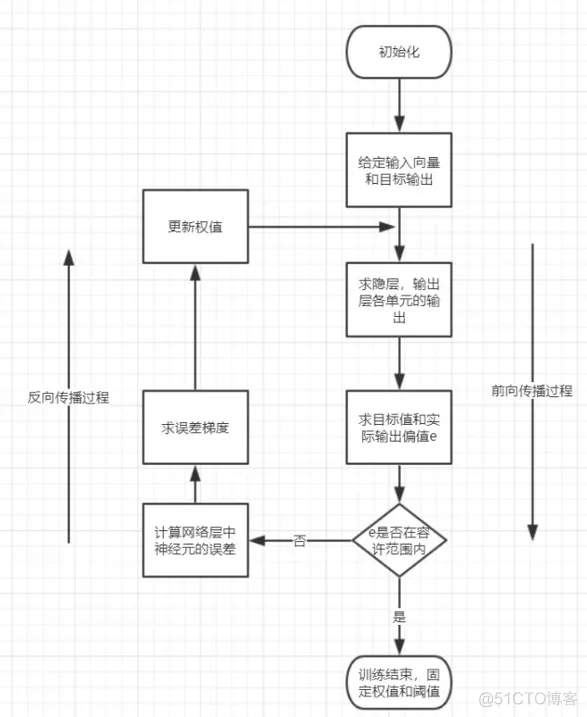 初始化
给定输入向量
和目标输出
更新权值
求隐层，输出
层各单元的输
出
反向传播过程
前向传播过程
求误差梯度
求目标值和实
际输出偏值e
计算网络层中
神经元的误差
否
e是否在容
许范围内
是
训练结束，固
定权值和阈值
@51CTO博客